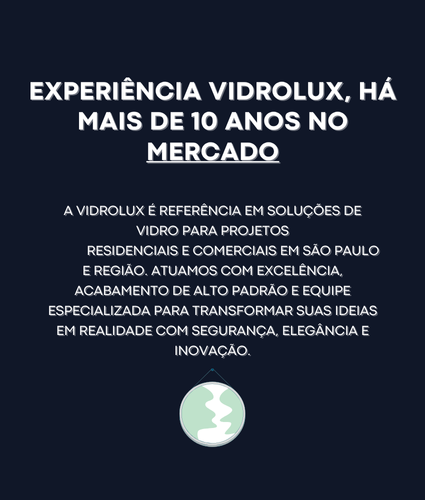 EXPERIÊNCIA VIDROLUX, HÁ
MAIS DE 10 ANOS NO
MERCADO
A VIDROLUX É REFERÊNCIA EM SOLUÇÕES DE
VIDRO PARA PROJETOS
RESIDENCIAIS E COMERCIAIS EM SÃO PAULO
E REGIÃO. ATUAMOS COM EXCELÊNCIA,
ACABAMENTO DE ALTO PADRÃO E EQUIPE
ESPECIALIZADA PARA TRANSFORMAR SUAS IDEIAS
EM REALIDADE COM SEGURANÇA, ELEGÂNCIA E
INOVAÇÃO.